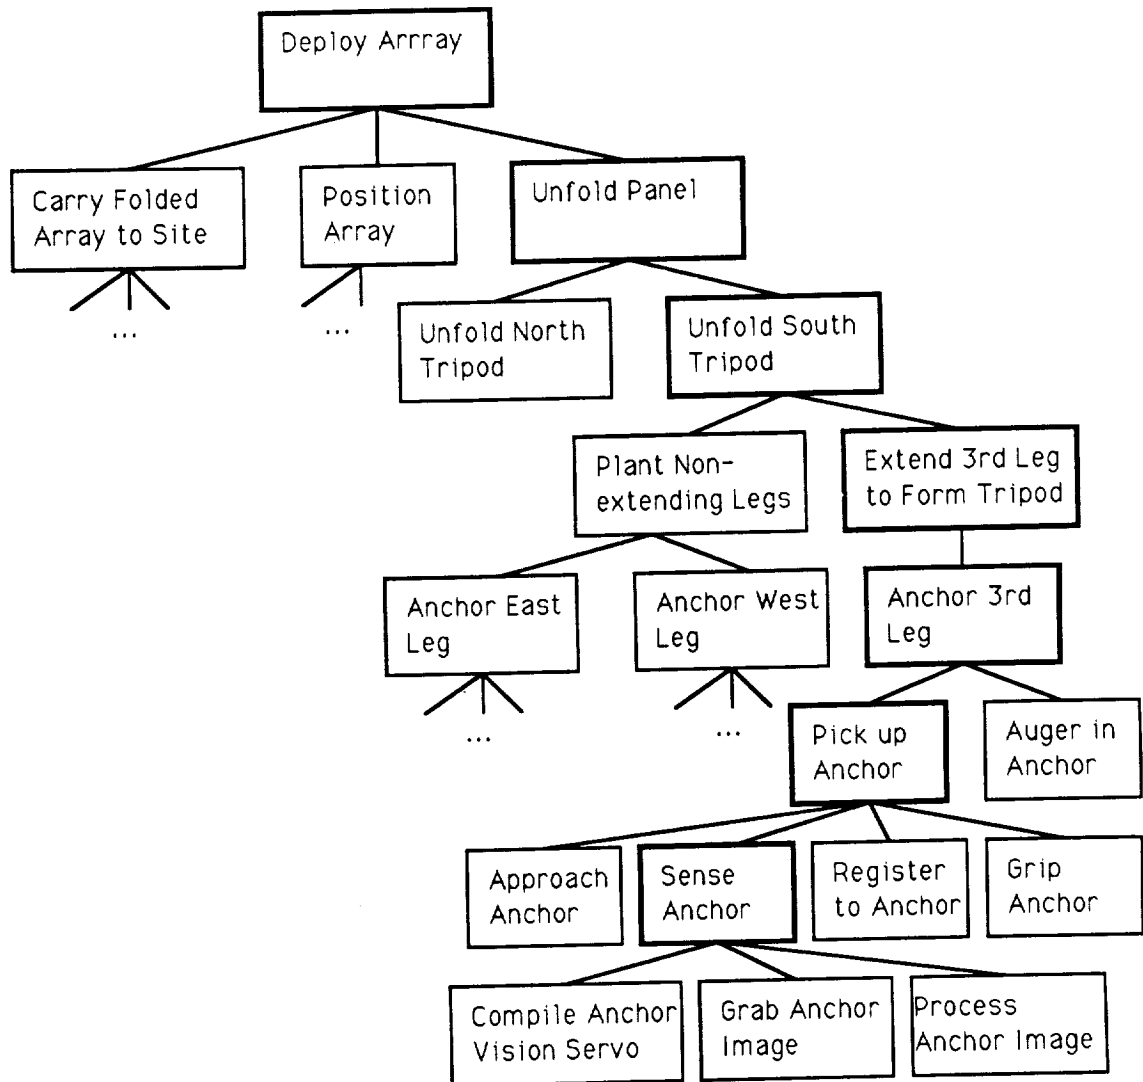 Deploy Arrray
Carry Folded
Array to Site
Position
Array
Unfold Panel
...
...
Unfold North
Tripod
Unfold South
Tripod
Plant Non-
extending Legs
Extend 3rd Leg
to Form Tripod
Anchor East
Leg
Anchor West
Leg
Anchor 3rd
Leg
...
...
Pick up
Anchor
Auger in
Anchor
Approach
Anchor
Sense
Anchor
Register
to Anchor
Grip
Anchor
Compile Anchor
Vision Servo
Grab Anchor
Image
Process
Anchor Image